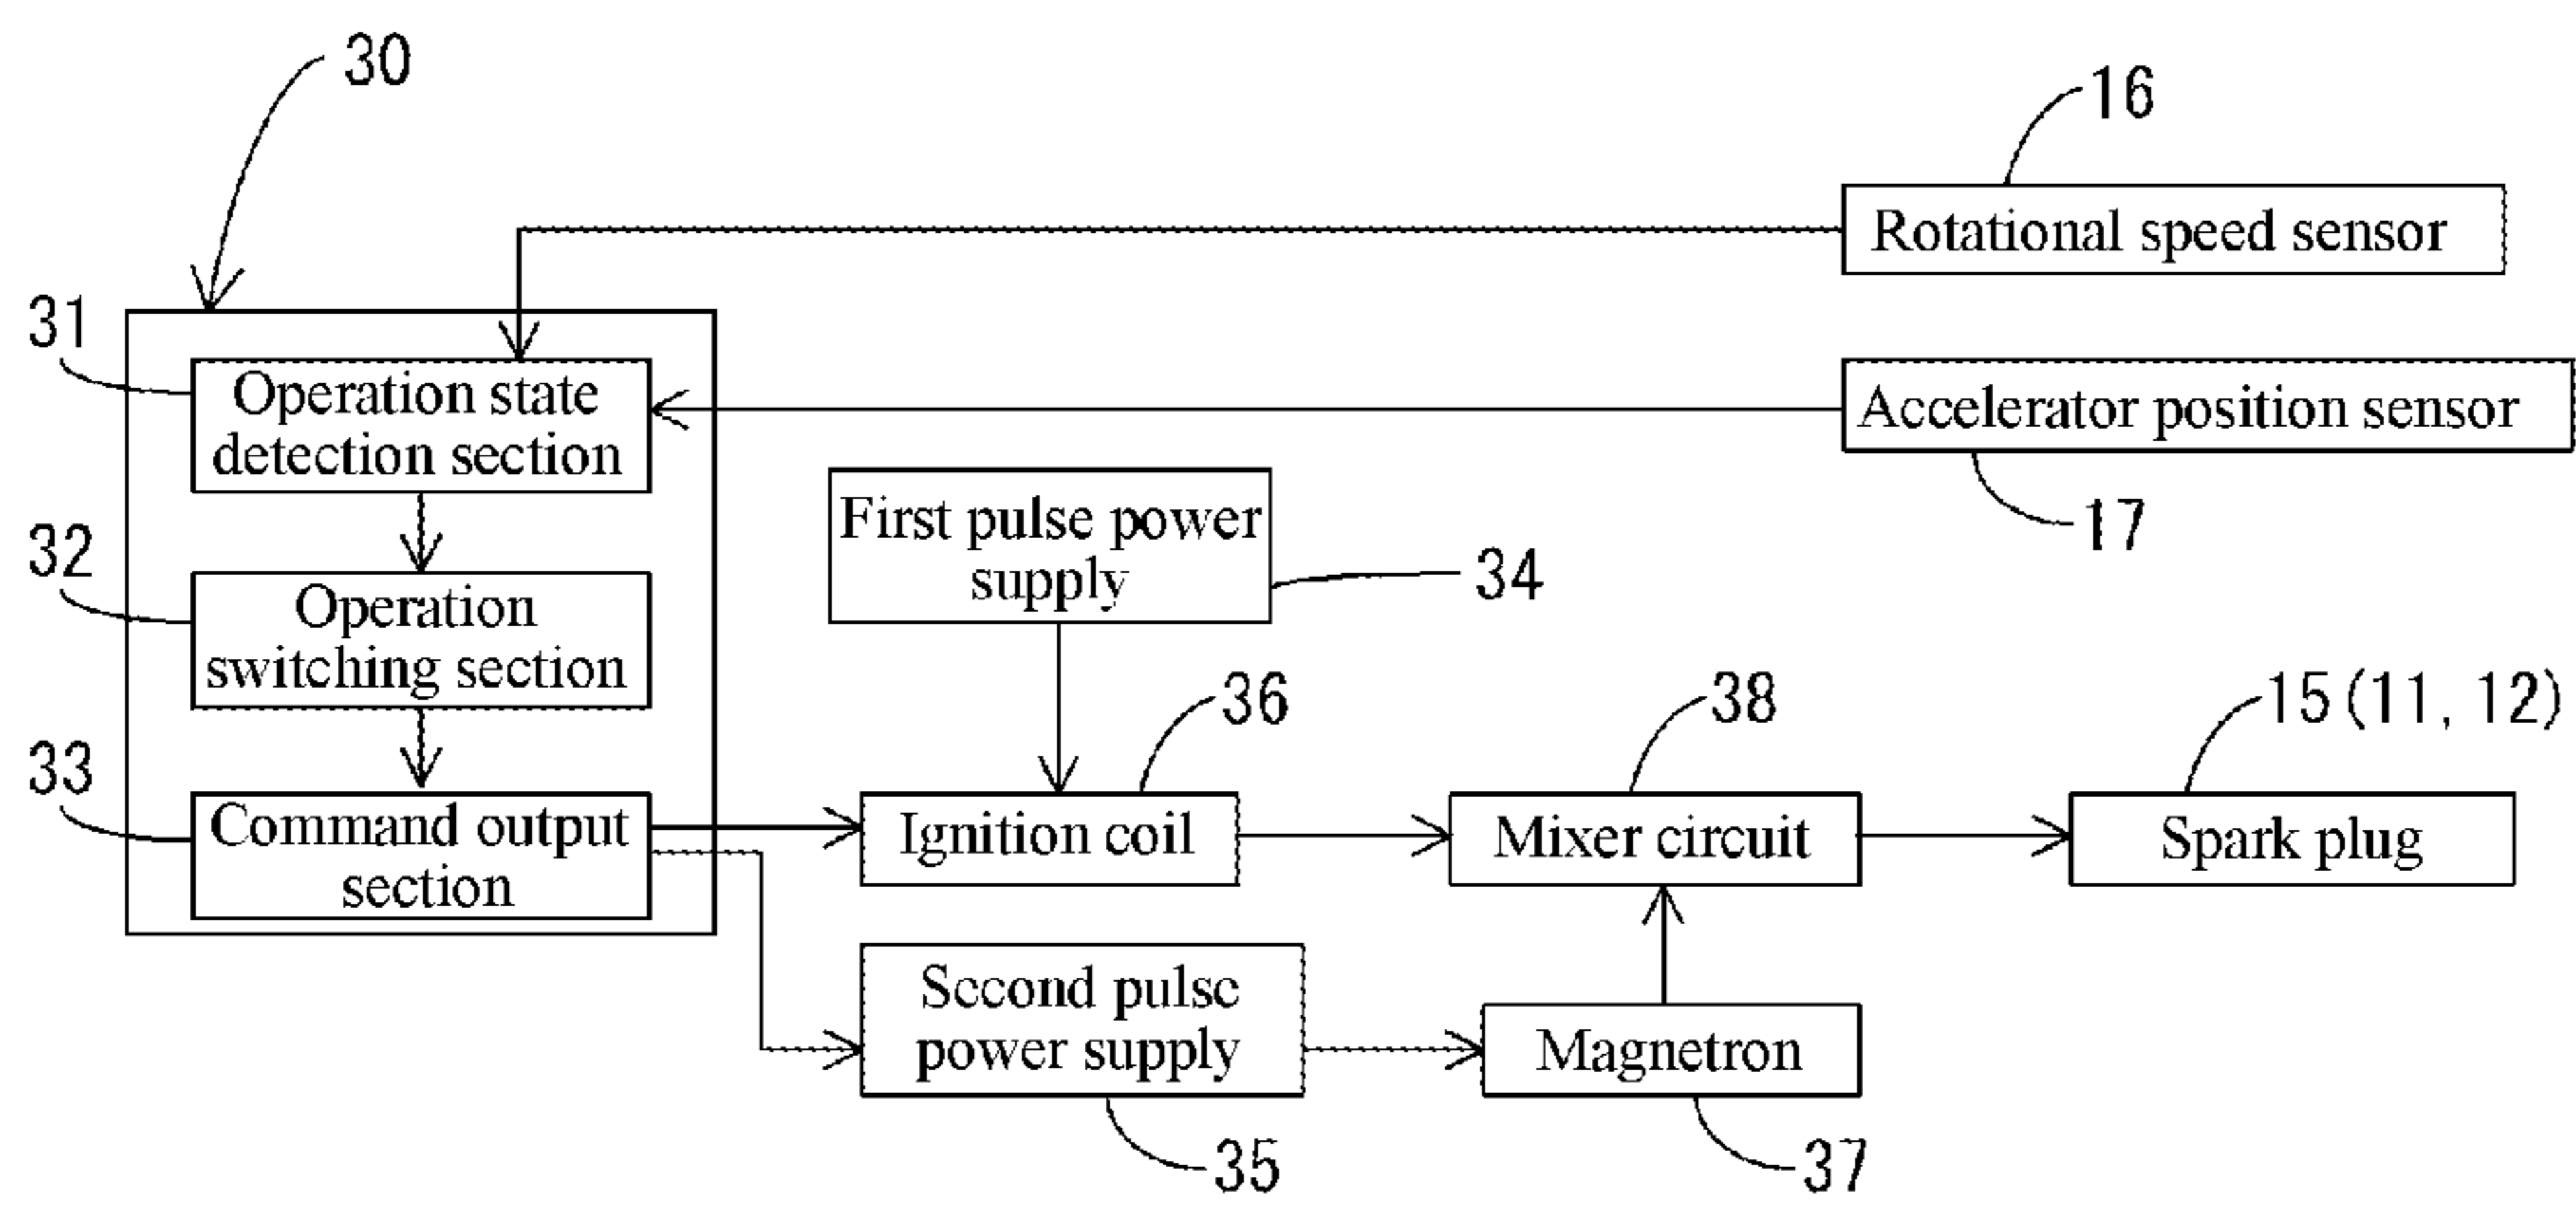 30
16
Rotational speed sensor
31
Operation state
detection section
Accelerator position sensor
17
First pulse power
supply
34
32
Operation
switching section
36
38
15(11, 12)
33
Command output
section
Ignition coil
Mixer circuit
Spark plug
Second pulse
power supply
Magnetron
35
37